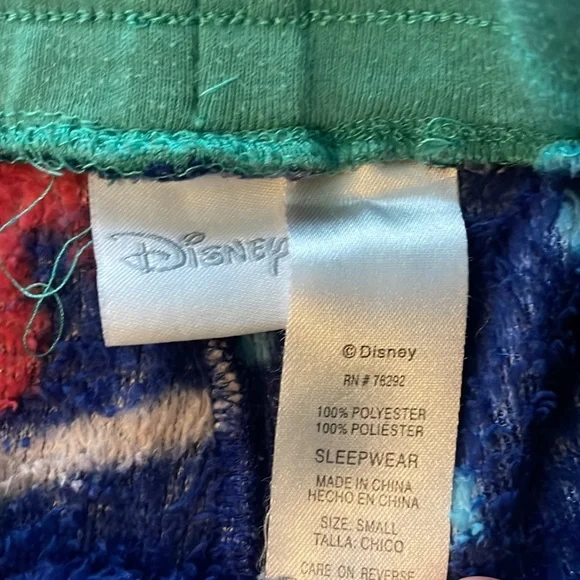 Disney
© Disney
RN # 76292
100% POLYESTER
100% POLIESTER
SLEEPWEAR
MADE IN CHINA
HECHO EN CHINA
SIZE: SMALL
TALLA: CHICO
CARE ON REVERSE